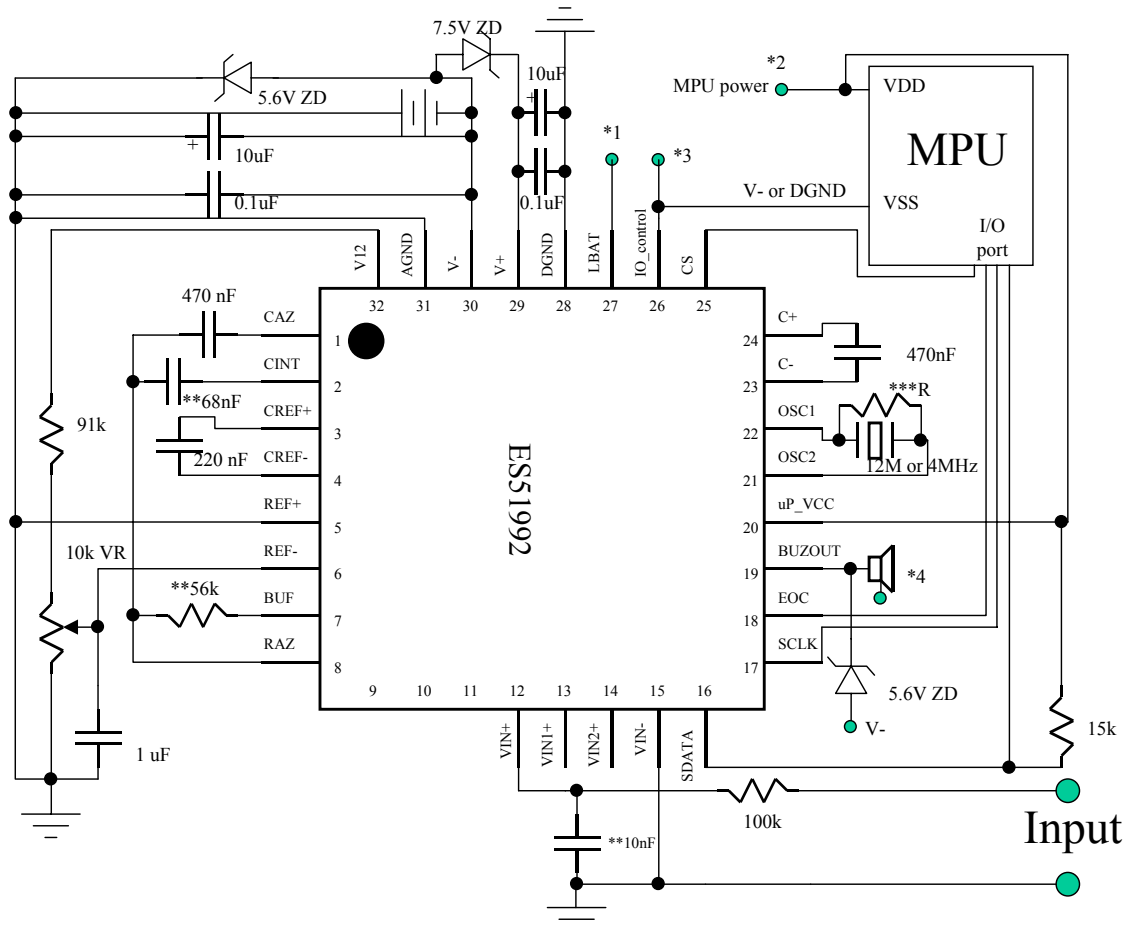 7.5V ZD
5.6V ZD
10uF
+
*2
MPU power
VDD
MPU
*1
*3
+
10uF
0.1uF
0.1uF
V- or DGND
VSS
I/O
port
V12
AGND
V-
V+
DGND
LBAT
IO_control
CS
32
31
30
29
28
27
26
25
470 nF
CAZ
1
CINT
2
**68nF
CREF+
3
220 nF
CREF-
4
91k
REF+
5
10k VR
REF-
6
**56k
BUF
7
RAZ
8
ES51992
C+
24
470nF
C-
23
***R
OSC1
22
OSC2
21
12M or 4MHz
uP_VCC
20
BUZOUT
19
*4
EOC
18
SCLK
17
5.6V ZD
V-
15k
9
10
11
12
13
14
15
16
VIN+
VIN1+
VIN2+
VIN-
SDATA
1 uF
100k
**10nF
Input